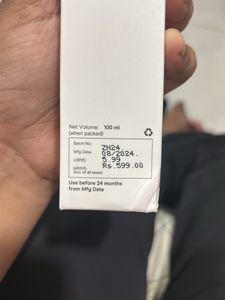 Net Volume: 100 ml
(when packed)
Batch No. ZH24
Mfg Date: 08/2024.
USP(₹): 5.99
MRP(₹): Rs.599.00
(Incl. of all taxes)
Use before 24 months
from Mfg Date